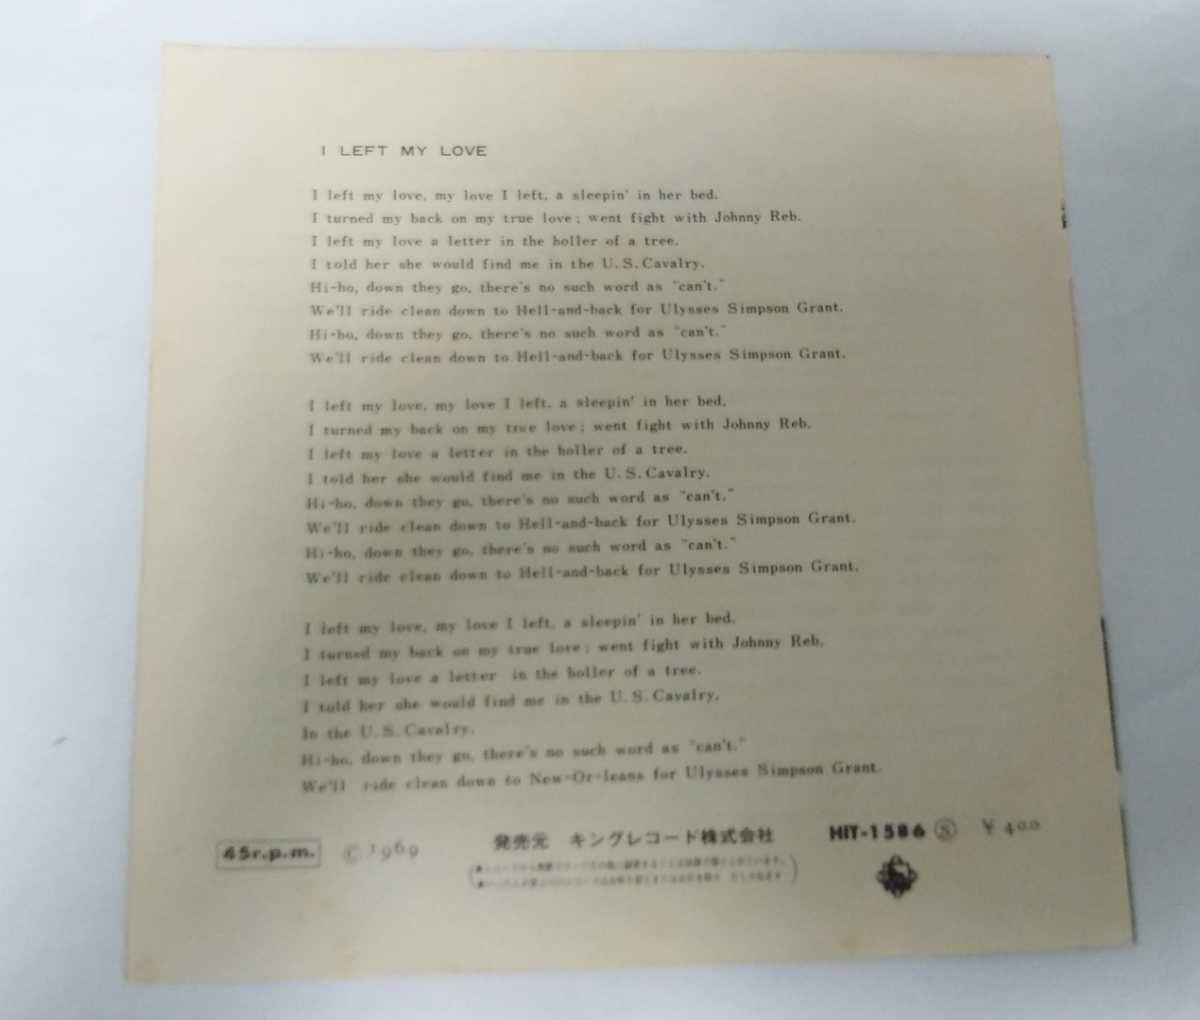 I LEFT MY LOVE
I left my love, my love I left, a sleepin' in her bed.
I turned my back on my true love; went fight with Johnny Reb.
I left my love a letter in the holler of a tree.
I told her she would find me in the U.S.Cavalry.
Hi-ho, down they go, there's no such word as "can't."
We'll ride clean down to Hell-and-back for Ulysses Simpson Grant.
Hi-ho, down they go, there's no such word as "can't."
We'll ride clean down to Hell-and-back for Ulysses Simpson Grant.
I left my love, my love I left, a sleepin' in her bed.
I turned my back on my true love; went fight with Johnny Reb.
I left my love a letter in the holler of a tree.
I told her she would find me in the U.S.Cavalry.
Hi-ho, down they go, there's no such word as "can't."
We'll ride clean down to Hell-and-back for Ulysses Simpson Grant.
Hi-ho, down they go, there's no such word as "can't."
We'll ride clean down to Hell-and-back for Ulysses Simpson Grant.
I left my love, my love I left, a sleepin' in her bed.
I turned my back on my true love; went fight with Johnny Reb.
I left my love a letter in the holler of a tree.
I told her she would find me in the U.S.Cavalry.
In the U.S.Cavalry.
Hi-ho, down they go, there's no such word as "can't."
We'll ride clean down to New-Or-leans for Ulysses Simpson Grant.
45r.p.m. © 1969 発売元 キングレコード株式会社 HIT-1586 Ⓢ ¥400